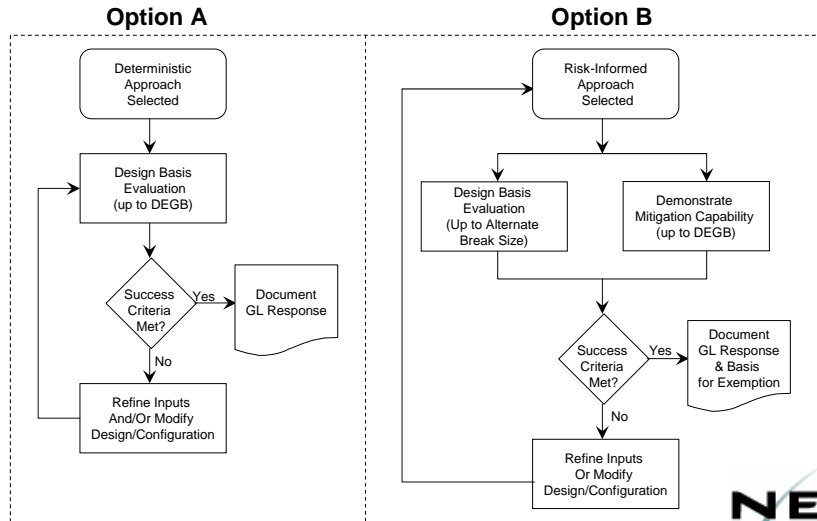 Option A
Deterministic
Approach
Selected
Design Basis
Evaluation
(up to DEGB)
Success
Criteria
Met?
Yes
Document
GL Response
No
Refine Inputs
And/Or Modify
Design/Configuration
Option B
Risk-Informed
Approach
Selected
Design Basis
Evaluation
(Up to Alternate
Break Size)
Demonstrate
Mitigation Capability
(up to DEGB)
Success
Criteria
Met?
Yes
Document
GL Response
& Basis
for Exemption
No
Refine Inputs
Or Modify
Design/Configuration
NE